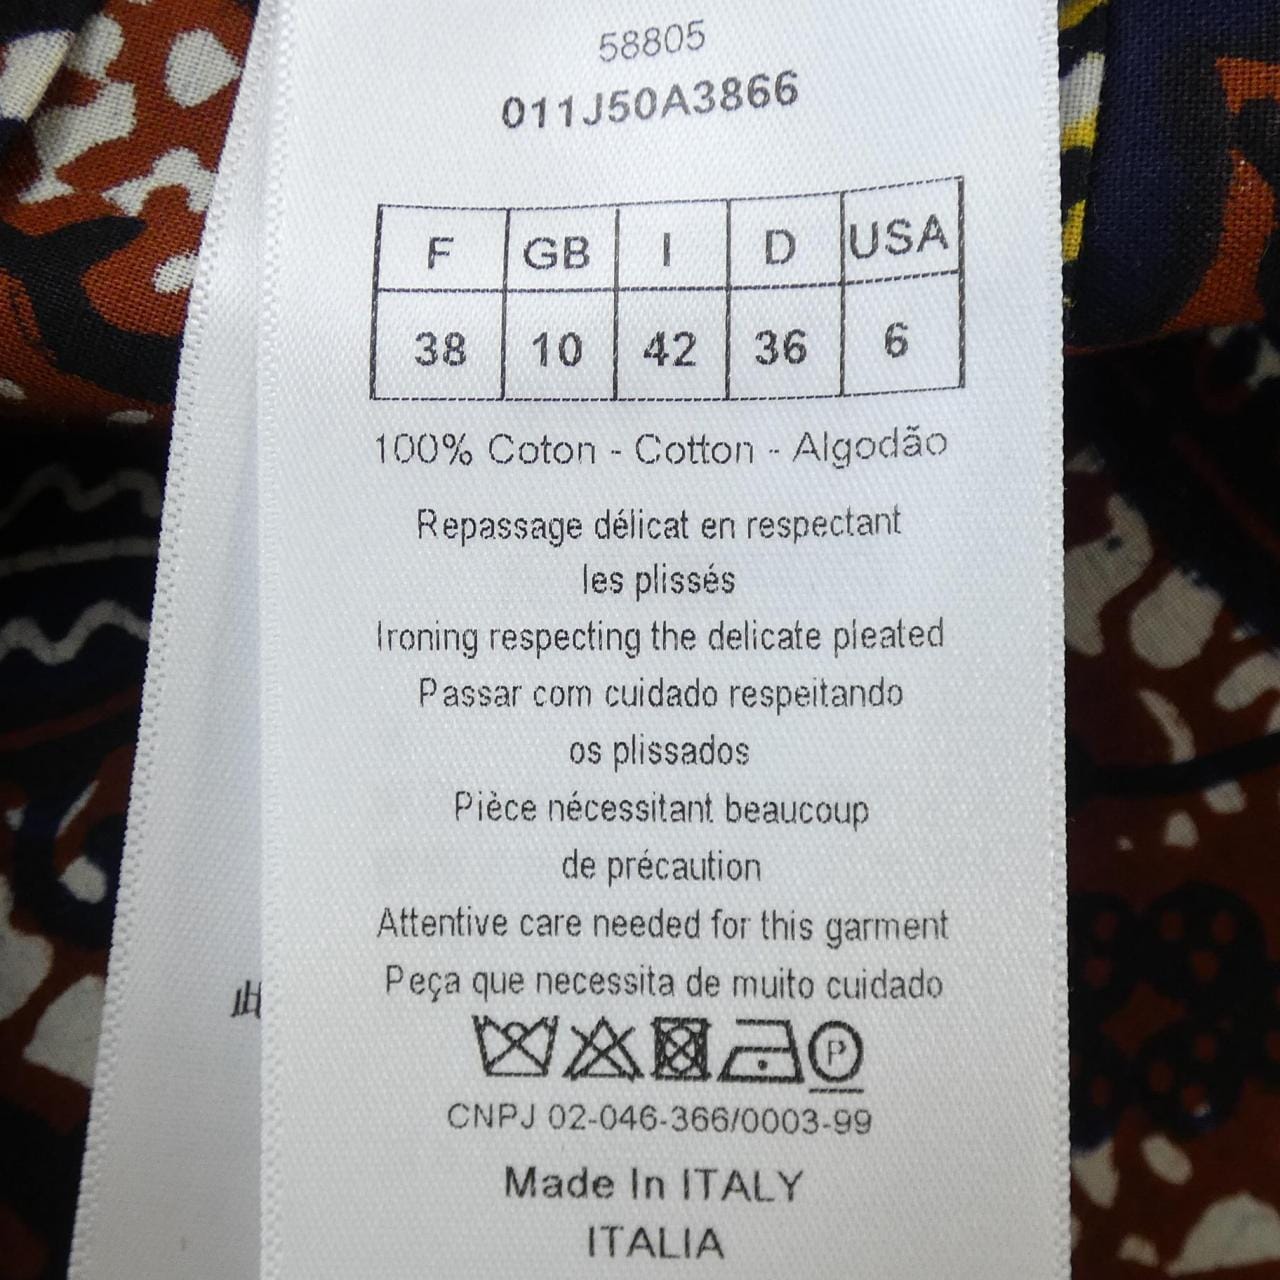 58805
011J50A3866
F GB I D USA
38 10 42 36 6
100% Coton - Cotton - Algodão
Repassage délicat en respectant
les plissés
Ironing respecting the delicate pleated
Passar com cuidado respeitando
os plissados
Pièce nécessitant beaucoup
de précaution
Attentive care needed for this garment
Peça que necessita de muito cuidado
P
CNPJ 02-046-366/0003-99
Made In ITALY
ITALIA